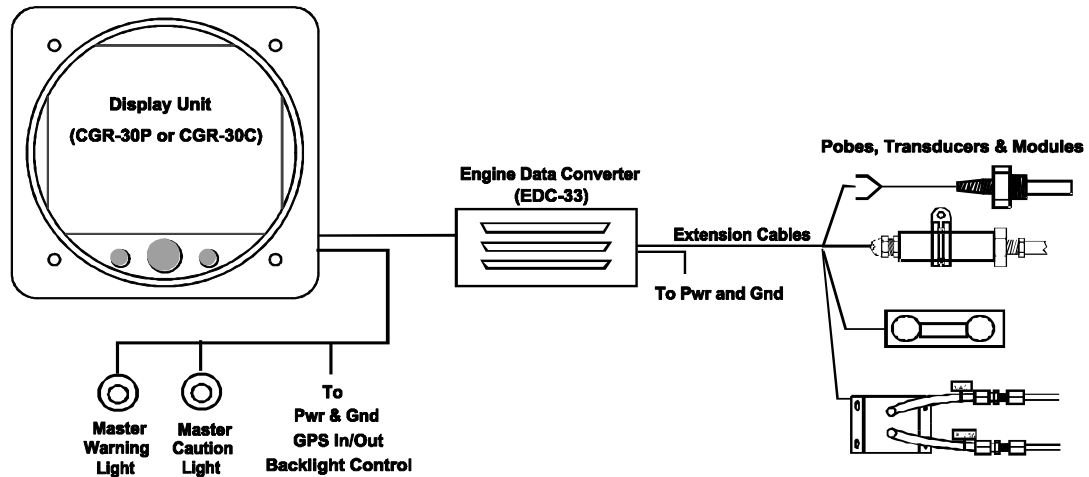 Display Unit
(CGR-30P or CGR-30C)
Pobes, Transducers & Modules
Engine Data Converter
(EDC-33)
Extension Cables
To Pwr and Gnd
Master
Warning
Light
Master
Caution
Light
To
Pwr & Gnd
GPS In/Out
Backlight Control